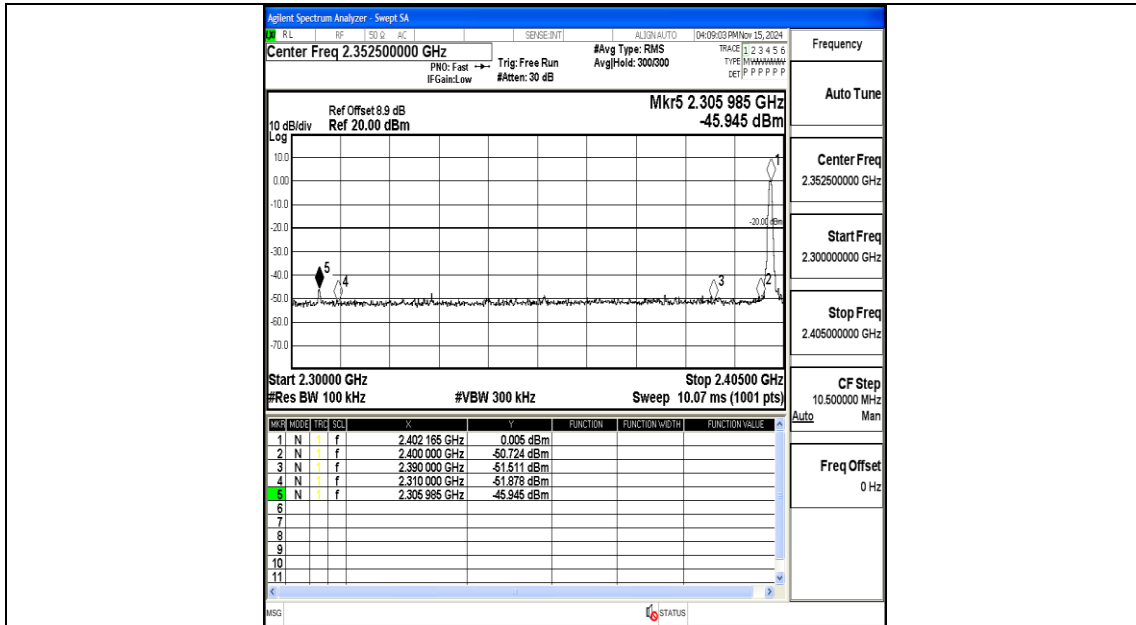 Agilent Spectrum Analyzer - Swept SA
RL RF 50 Ω AC SENSE:INT ALIGN AUTO 04:09:03 PM Nov 15, 2024
Center Freq 2.352500000 GHz
PNO: Fast
IFGain:Low
Trig: Free Run
#Atten: 30 dB
#Avg Type: RMS
Avg|Hold: 300/300
TRACE 1 2 3 4 5 6
TYPE MWWWWW
DET P P P P P P
Frequency
Auto Tune
Center Freq
2.352500000 GHz
Start Freq
2.300000000 GHz
Stop Freq
2.405000000 GHz
CF Step
10.500000 MHz
Auto Man
Freq Offset
0 Hz
Mkr5 2.305 985 GHz
-45.945 dBm
Ref Offset 8.9 dB
10 dB/div Ref 20.00 dBm
Log
10.0
0.00
-10.0
-20.0
-30.0
-40.0
-50.0
-60.0
-70.0
1
-20.00 dBm
5
4
3
2
Start 2.30000 GHz Stop 2.40500 GHz
#Res BW 100 kHz #VBW 300 kHz Sweep 10.07 ms (1001 pts)
MKR MODE TRC SCL X Y FUNCTION FUNCTION WIDTH FUNCTION VALUE
1 N 1 f 2.402 165 GHz 0.005 dBm
2 N 1 f 2.400 000 GHz -50.724 dBm
3 N 1 f 2.390 000 GHz -51.511 dBm
4 N 1 f 2.310 000 GHz -51.878 dBm
5 N 1 f 2.305 985 GHz -45.945 dBm
6
7
8
9
10
11
MSG STATUS